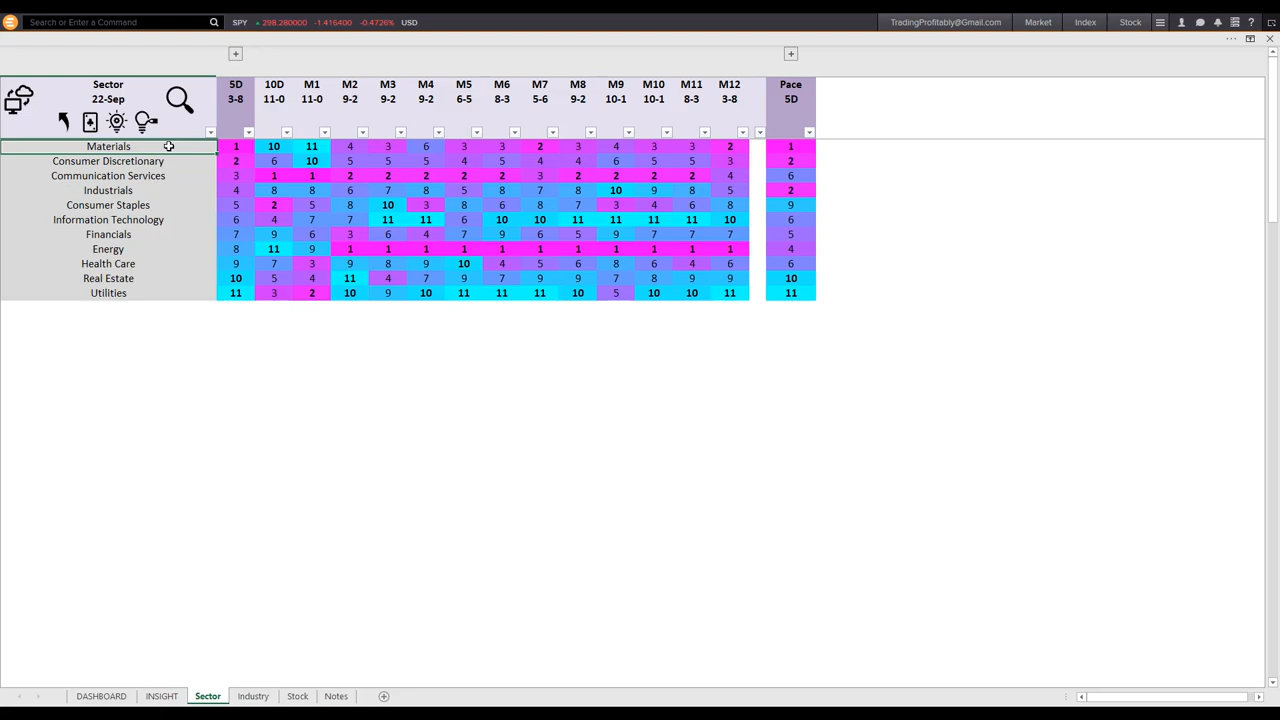 Search or Enter a Command SPY 298.280000 -1.416400 -0.4726% USD TradingProfitably@Gmail.com Market Index Stock ?
Sector 5D 10D M1 M2 M3 M4 M5 M6 M7 M8 M9 M10 M11 M12 Pace
22-Sep 3-8 11-0 11-0 9-2 9-2 9-2 6-5 8-3 5-6 9-2 10-1 10-1 8-3 3-8 5D
Materials 1 10 11 4 3 6 3 3 2 3 4 3 3 2 1
Consumer Discretionary 2 6 10 5 5 5 4 5 4 4 6 5 5 3 2
Communication Services 3 1 1 2 2 2 2 2 3 2 2 2 2 4 6
Industrials 4 8 8 6 7 8 5 8 7 8 10 9 8 5 2
Consumer Staples 5 2 5 8 10 3 8 6 8 7 3 4 6 8 9
Information Technology 6 4 7 7 11 11 6 10 10 11 11 11 11 10 6
Financials 7 9 6 3 6 4 7 9 6 5 9 7 7 7 5
Energy 8 11 9 1 1 1 1 1 1 1 1 1 1 1 4
Health Care 9 7 3 9 8 9 10 4 5 6 8 6 4 6 6
Real Estate 10 5 4 11 4 7 9 7 9 9 7 8 9 9 10
Utilities 11 3 2 10 9 10 11 11 11 10 5 10 10 11 11
DASHBOARD INSIGHT Sector Industry Stock Notes